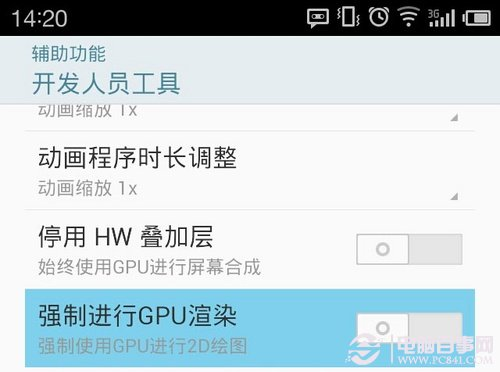 14:20
3G
辅助功能
开发人员工具
动画缩放 1x
动画程序时长调整
动画缩放 1x
停用 HW 叠加层
始终使用GPU进行屏幕合成
强制进行GPU渲染
强制使用GPU进行2D绘图
电脑百事网
WWW.PC841.COM